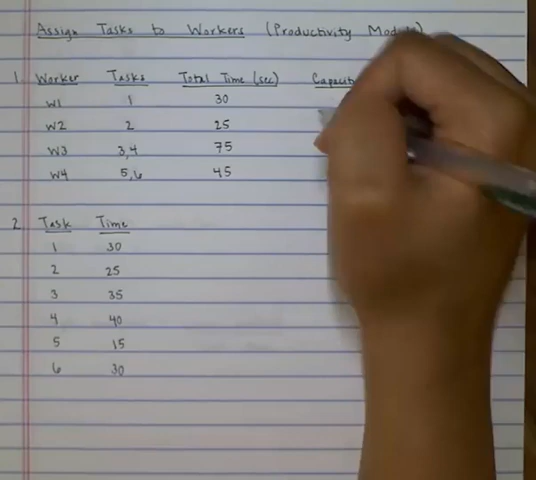 Assign Tasks to Workers (Productivity Module)
1. Worker Tasks Total Time (sec) Capacity
W1 1 30
W2 2 25
W3 3,4 75
W4 5,6 45
2. Task Time
1 30
2 25
3 35
4 40
5 15
6 30